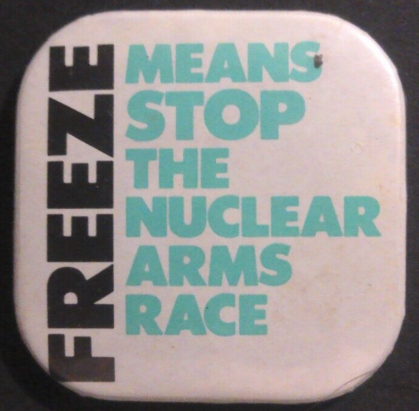 FREEZE
MEANS
STOP
THE
NUCLEAR
ARMS
RACE